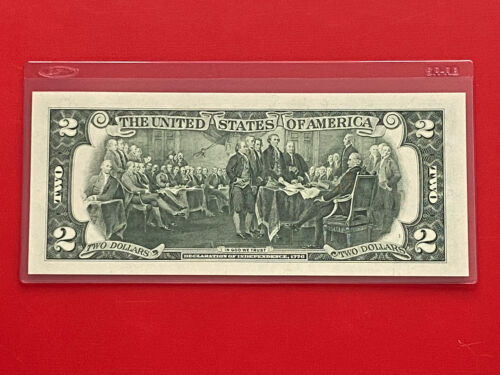 THE UNITED STATES OF AMERICA
2
2
TWO
TWO
2
2
TWO DOLLARS
TWO DOLLARS
IN GOD WE TRUST
DECLARATION OF INDEPENDENCE, 1776